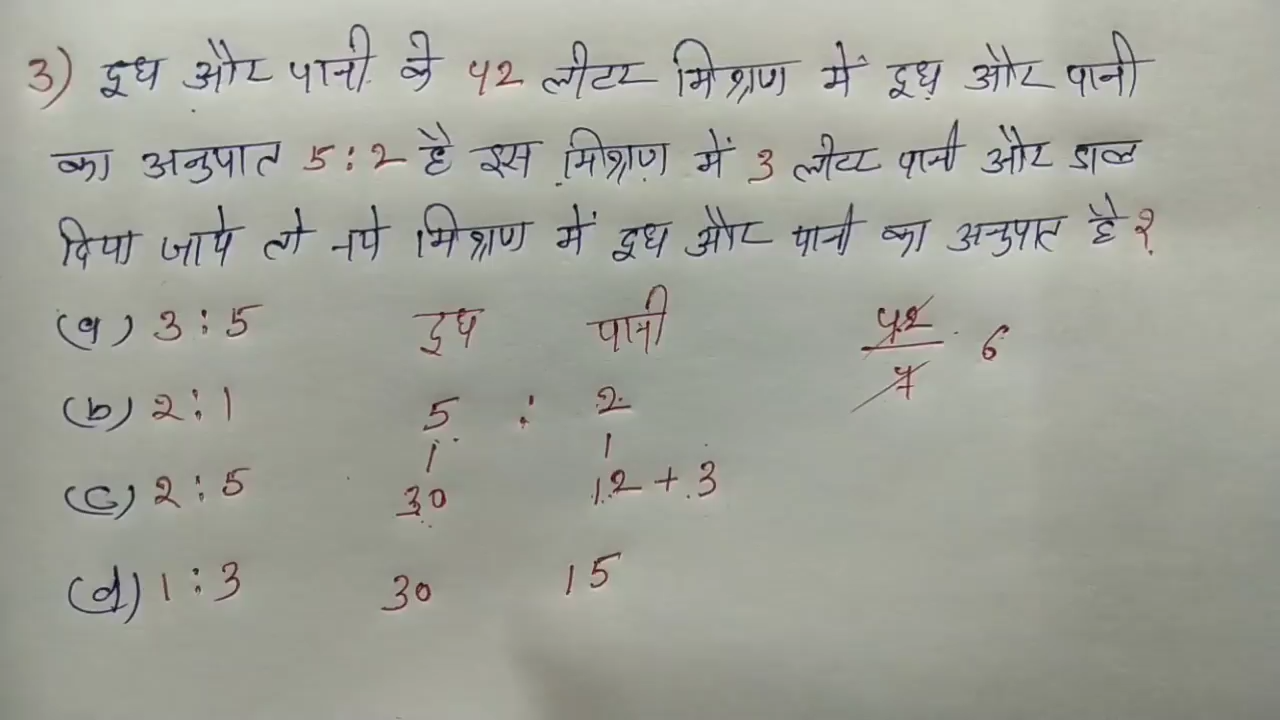 3) दूध और पानी के 42 लीटर मिश्रण में दूध और पानी
का अनुपात 5:2 है इस मिश्रण में 3 लीटर पानी और डाल
दिया जाये तो नये मिश्रण में दूध और पानी का अनुपात है ?
(a) 3:5 दूध पानी 42/7 6
(b) 2:1 5 : 2
(c) 2:5 30 12+3
(d) 1:3 30 15